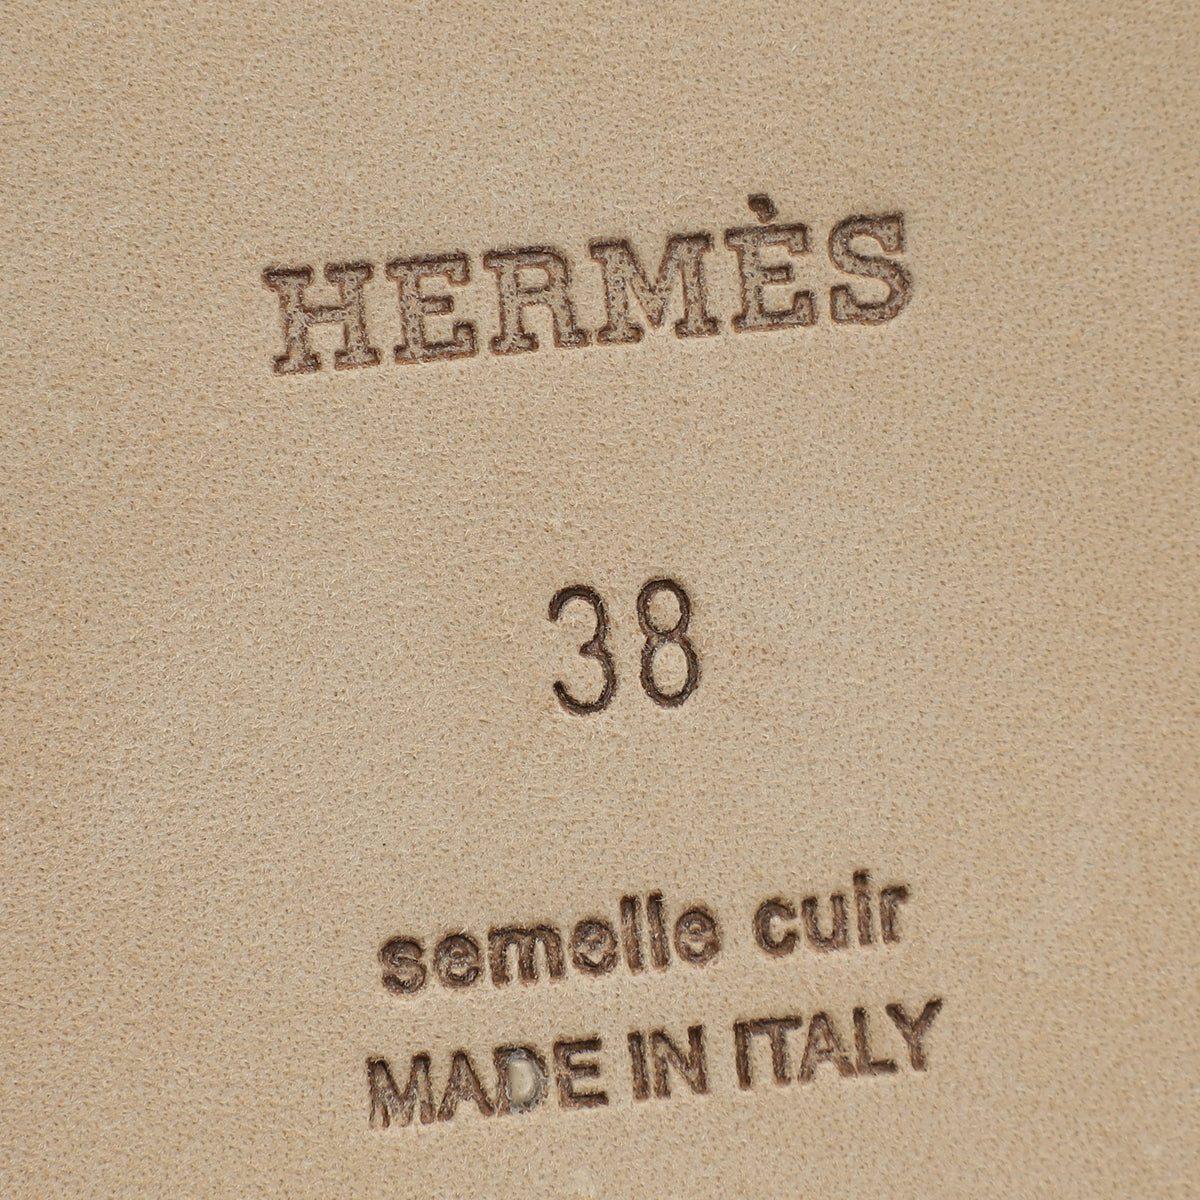 HERMÈS
38
semelle cuir
MADE IN ITALY